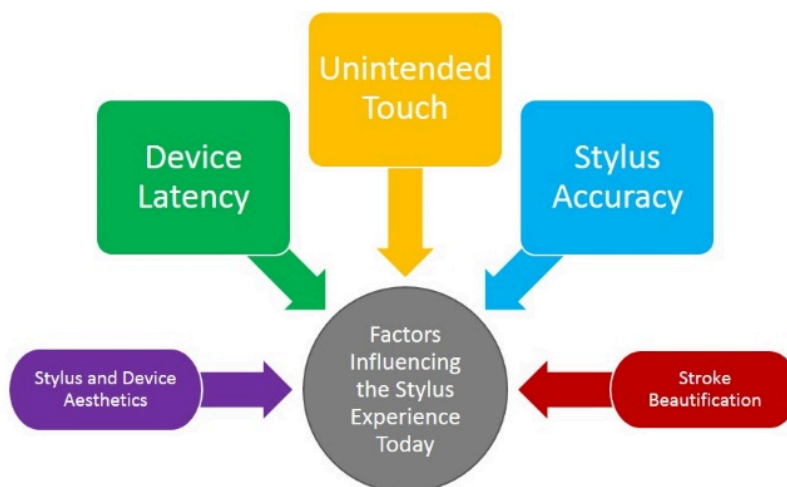 Unintended
Touch
Device
Latency
Stylus
Accuracy
Factors
Influencing
the Stylus
Experience
Today
Stylus and Device
Aesthetics
Stroke
Beautification